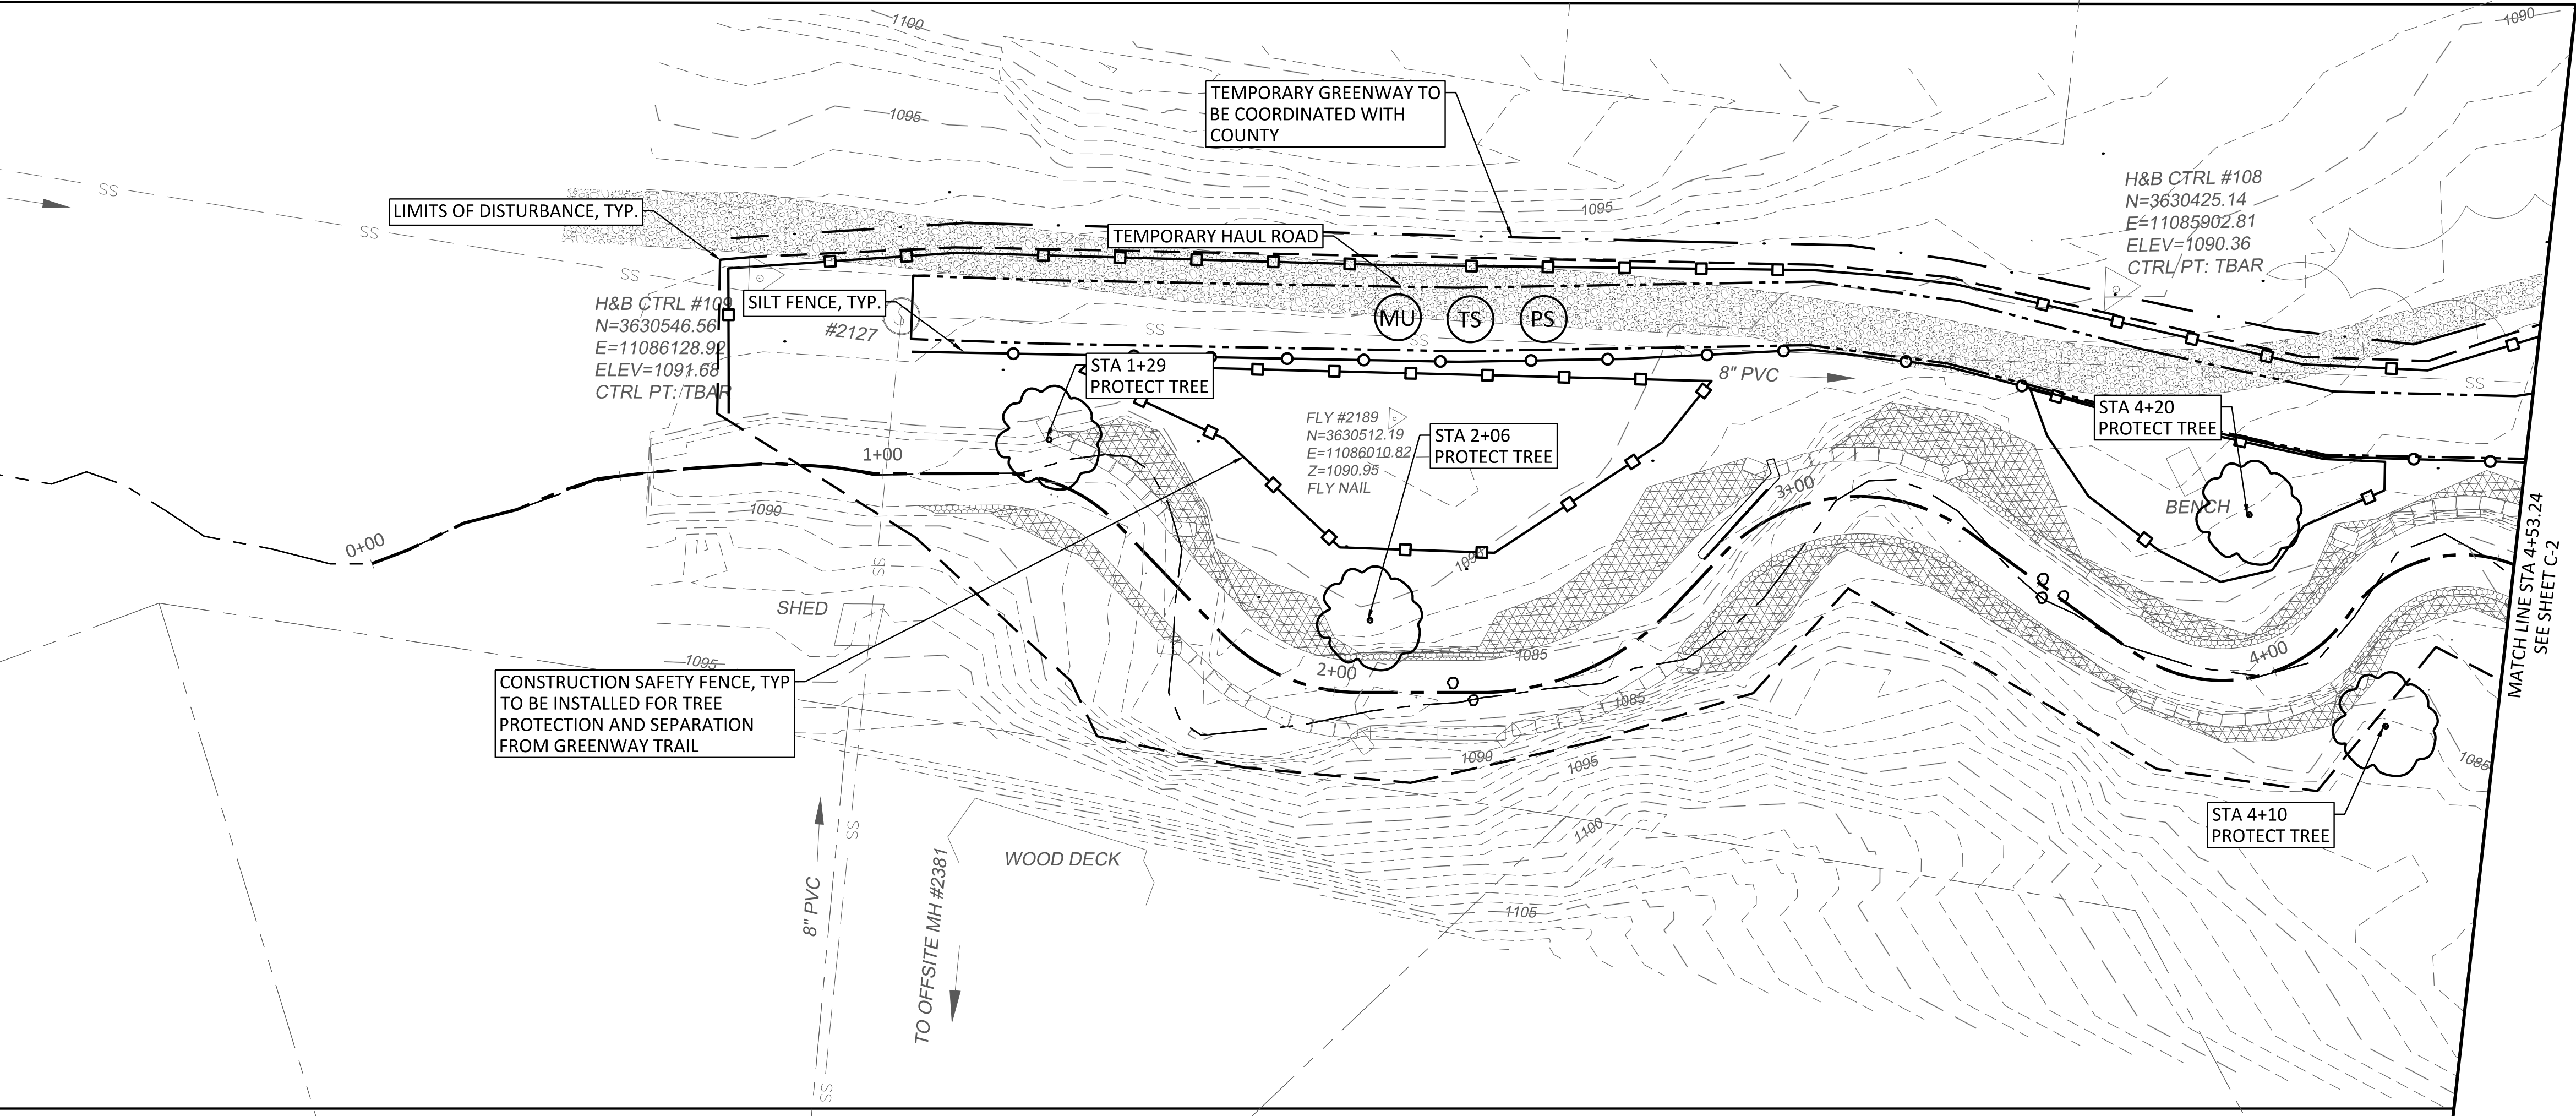 1100
1090
TEMPORARY GREENWAY TO
BE COORDINATED WITH
COUNTY
1095
H&B CTRL #108
N=3630425.14
E=11085902.81
ELEV=1090.36
CTRL PT: TBAR
SS
LIMITS OF DISTURBANCE, TYP.
1095
SS
TEMPORARY HAUL ROAD
SS
H&B CTRL #109
N=3630546.56
E=11086128.92
ELEV=1091.68
CTRL PT: TBAR
SILT FENCE, TYP.
#2127
MU
TS
PS
SS
SS
SS
STA 1+29
PROTECT TREE
8" PVC
SS
FLY #2189
N=3630512.19
E=11086010.82
Z=1090.95
FLY NAIL
STA 2+06
PROTECT TREE
STA 4+20
PROTECT TREE
1+00
3+00
BENCH
1090
0+00
1090
SS
MATCH LINE STA 4+53.24
SEE SHEET C-2
SHED
1095
2+00
1085
4+00
1085
CONSTRUCTION SAFETY FENCE, TYP
TO BE INSTALLED FOR TREE
PROTECTION AND SEPARATION
FROM GREENWAY TRAIL
1090
1095
1085
STA 4+10
PROTECT TREE
SS
1100
WOOD DECK
8" PVC
TO OFFSITE MH #2381
1105
SS